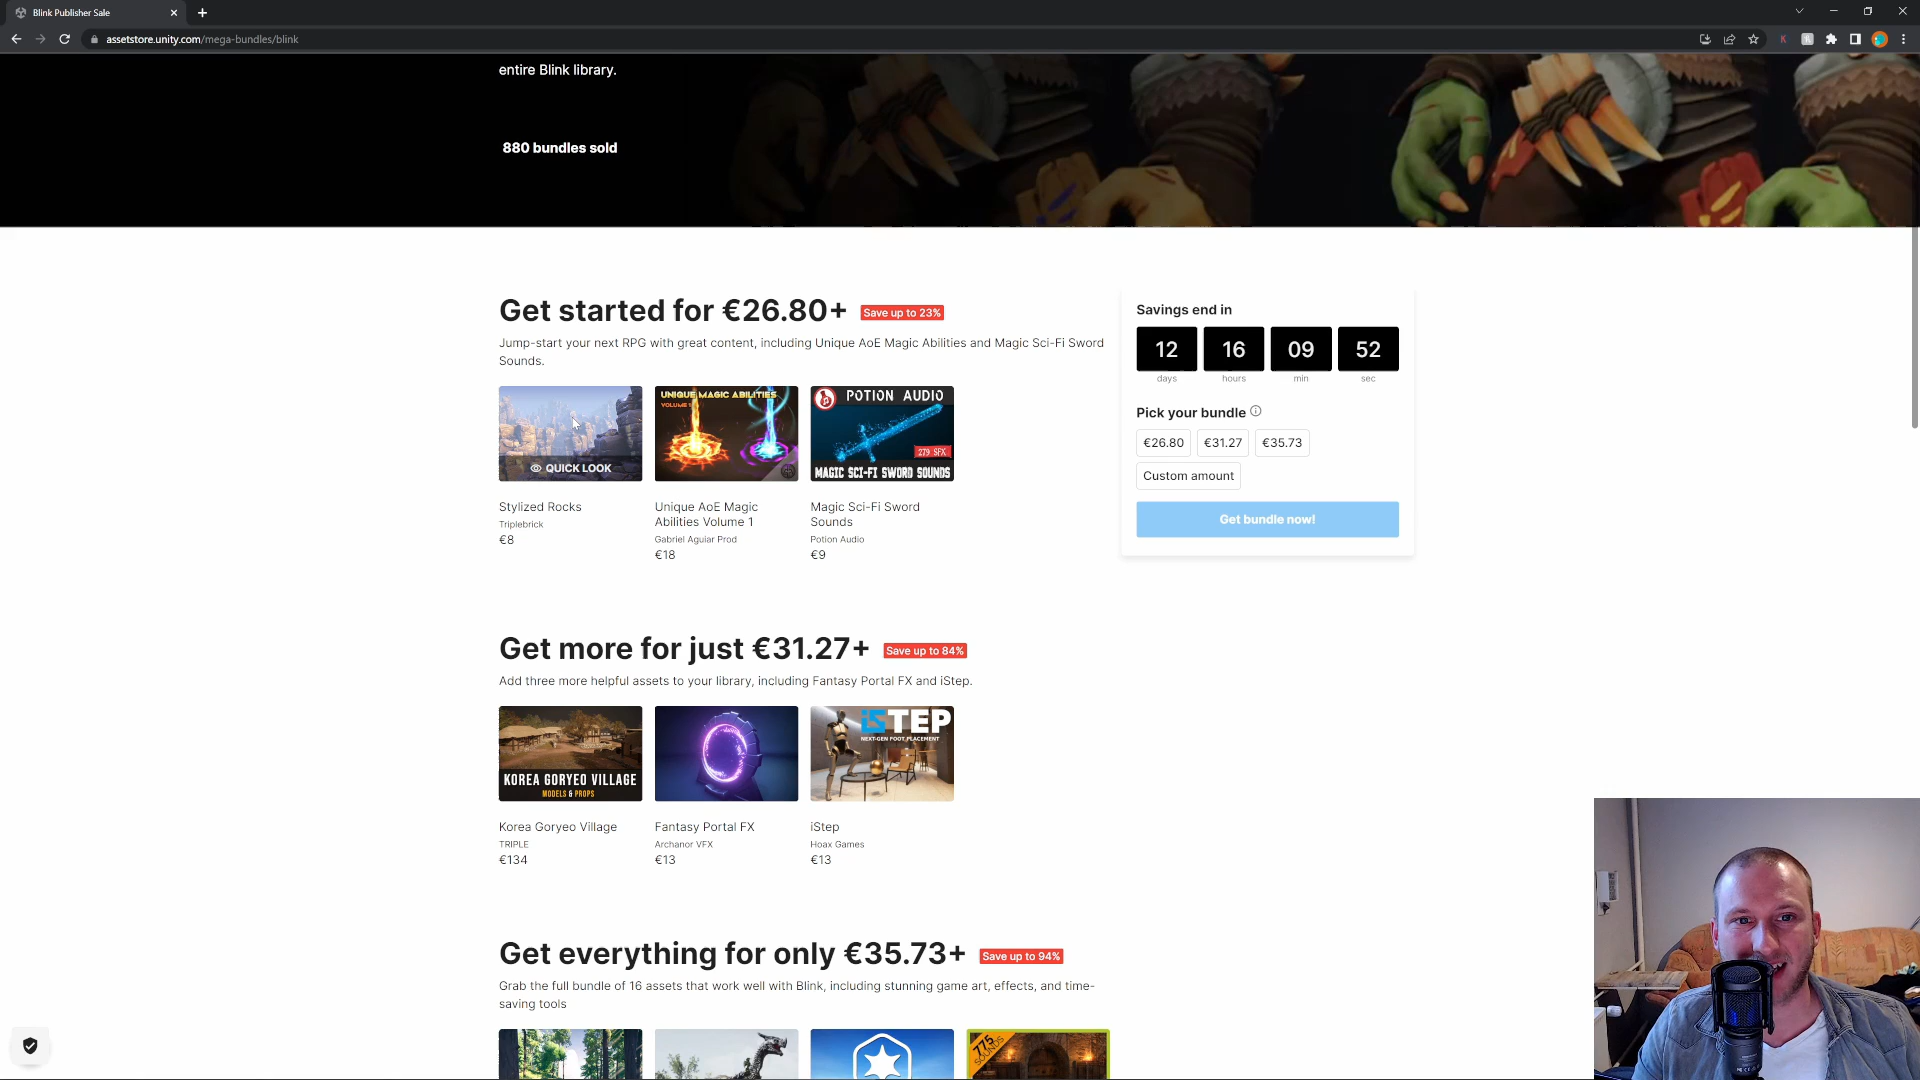 Blink Publisher Sale
assetstore.unity.com/mega-bundles/blink
entire Blink library.
880 bundles sold
Get started for €26.80+
Save up to 23%
Jump-start your next RPG with great content, including Unique AoE Magic Abilities and Magic Sci-Fi Sword
Sounds.
QUICK LOOK
UNIQUE MAGIC ABILITIES
VOLUME 1
POTION AUDIO
279 SFX
MAGIC SCI-FI SWORD SOUNDS
Stylized Rocks
Triplebrick
€8
Unique AoE Magic
Abilities Volume 1
Gabriel Aguiar Prod
€18
Magic Sci-Fi Sword
Sounds
Potion Audio
€9
Savings end in
12 16 09 52
days hours min sec
Pick your bundle
€26.80 €31.27 €35.73
Custom amount
Get bundle now!
Get more for just €31.27+
Save up to 84%
Add three more helpful assets to your library, including Fantasy Portal FX and iStep.
KOREA GORYEO VILLAGE
MODELS & PROPS
iSTEP
NEXT-GEN FOOT PLACEMENT
Korea Goryeo Village
TRIPLE
€134
Fantasy Portal FX
Archanor VFX
€13
iStep
Hoax Games
€13
Get everything for only €35.73+
Save up to 94%
Grab the full bundle of 16 assets that work well with Blink, including stunning game art, effects, and time-
saving tools
775
SOUNDS